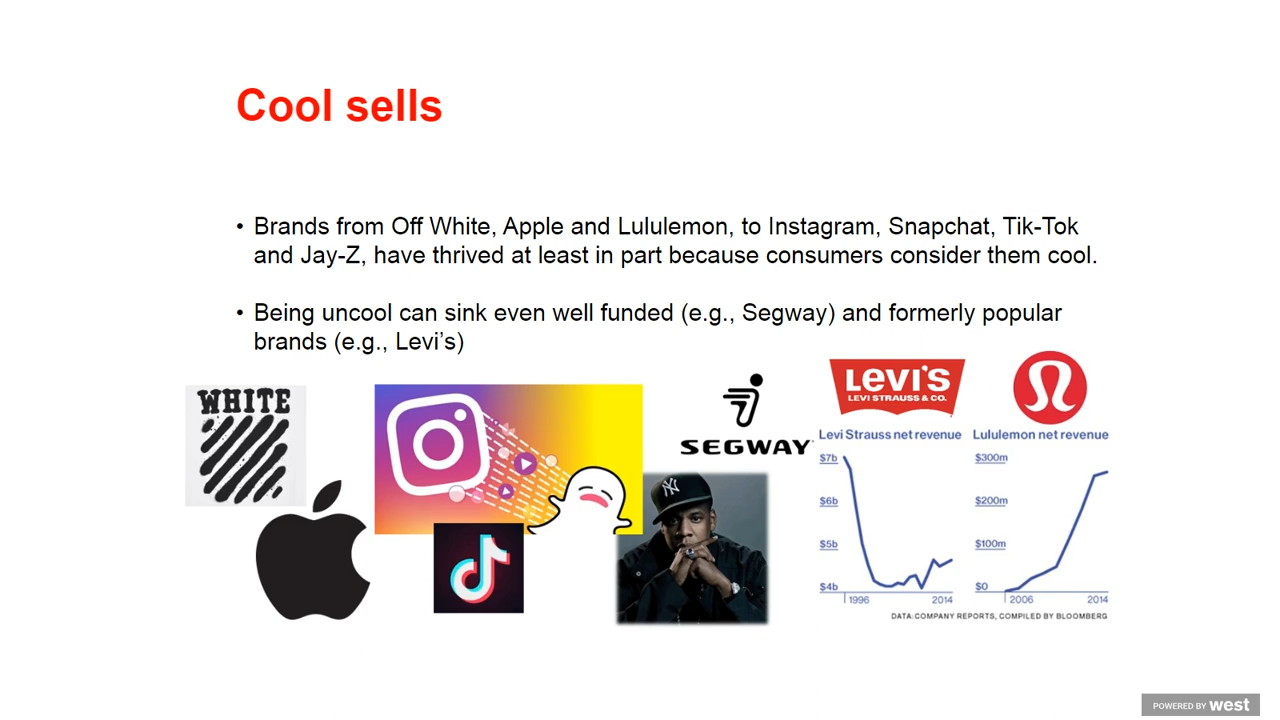 Cool sells
• Brands from Off White, Apple and Lululemon, to Instagram, Snapchat, Tik-Tok
and Jay-Z, have thrived at least in part because consumers consider them cool.
• Being uncool can sink even well funded (e.g., Segway) and formerly popular
brands (e.g., Levi's)
WHITE
SEGWAY
LEVI'S
LEVI STRAUSS & CO.
Levi Strauss net revenue
$7b
$6b
$5b
$4b
1996 2014
Lululemon net revenue
$300m
$200m
$100m
$0
2006 2014
DATA: COMPANY REPORTS, COMPILED BY BLOOMBERG
NY
POWERED BY west